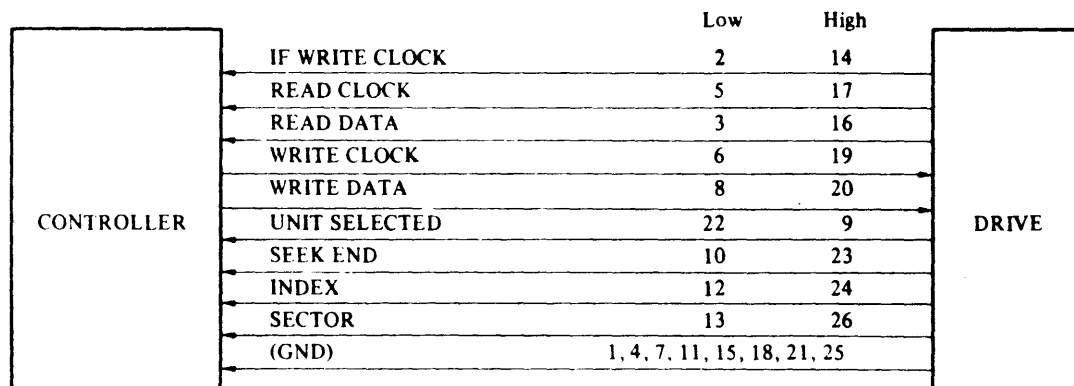 Low High
IF WRITE CLOCK 2 14
READ CLOCK 5 17
READ DATA 3 16
WRITE CLOCK 6 19
WRITE DATA 8 20
CONTROLLER UNIT SELECTED 22 9 DRIVE
SEEK END 10 23
INDEX 12 24
SECTOR 13 26
(GND) 1, 4, 7, 11, 15, 18, 21, 25